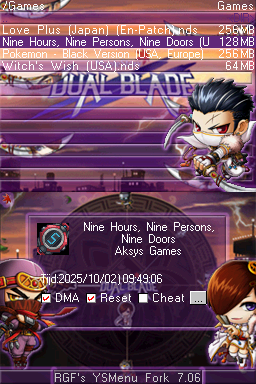 /Games Games
Love Plus (Japan) (En-Patch).nds 256MB
Nine Hours, Nine Persons, Nine Doors (U 128MB
Pokemon - Black Version (USA, Europe) 256MB
Witch's Wish (USA).nds 64MB
DUAL BLADE
Nine Hours, Nine Persons,
Nine Doors
Aksys Games
Tjid:2025/10/02)09:49:06
DMA Reset Cheat ...
RGF's YSMenu Fork 7.06